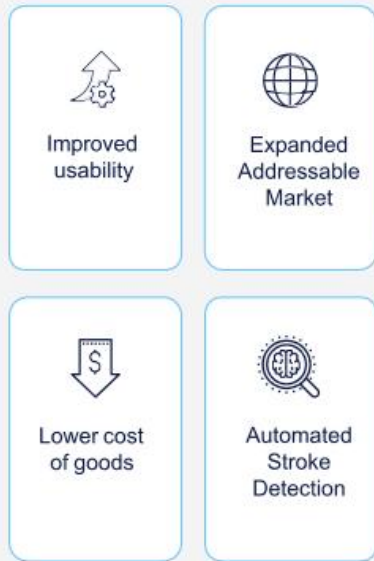 Improved
usability
Expanded
Addressable
Market
$
Lower cost
of goods
Automated
Stroke
Detection